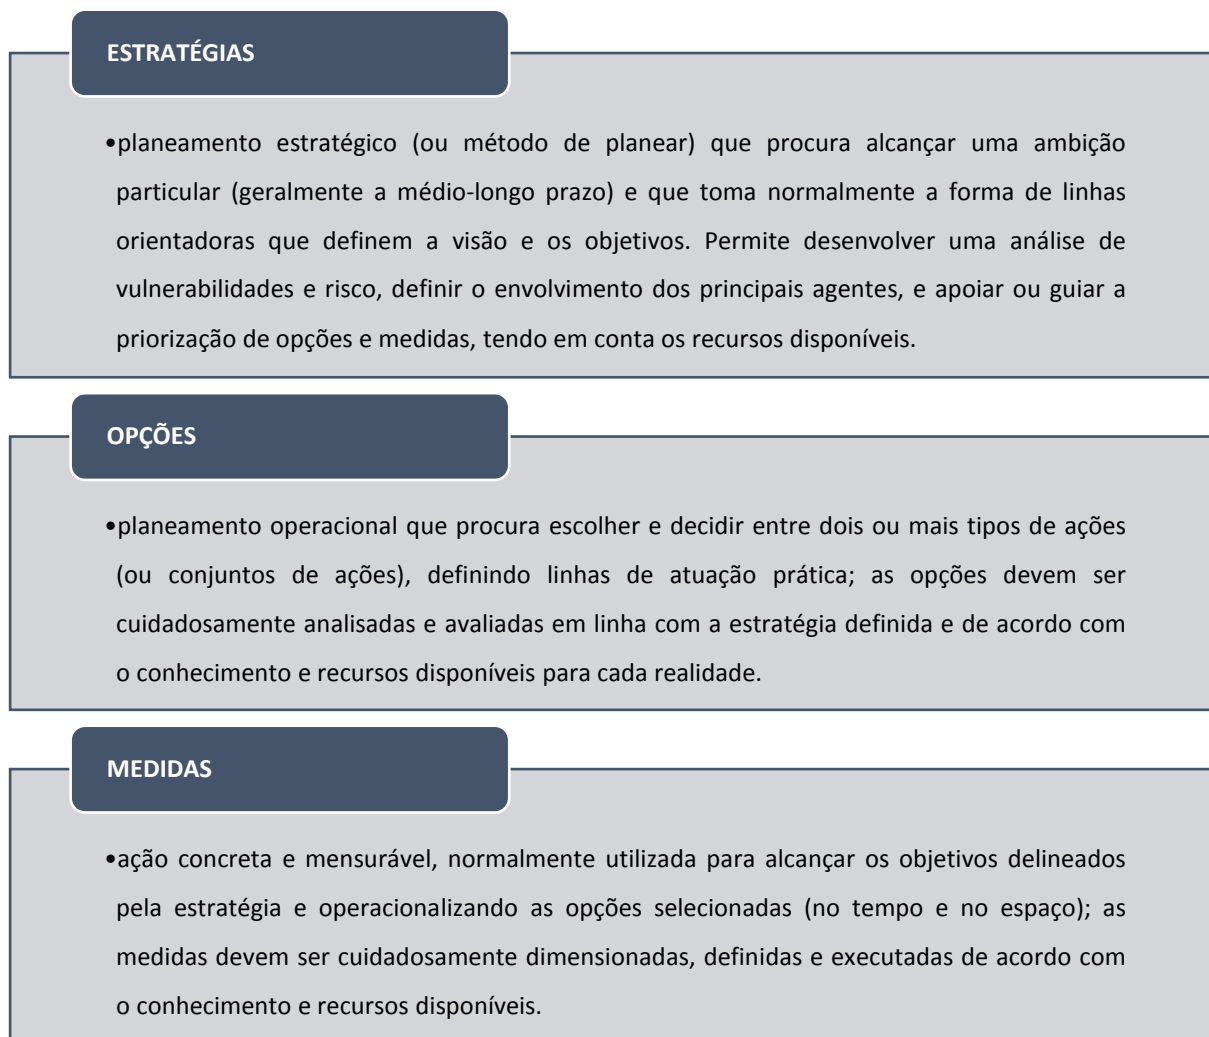 ESTRATÉGIAS
•planeamento estratégico (ou método de planear) que procura alcançar uma ambição
particular (geralmente a médio-longo prazo) e que toma normalmente a forma de linhas
orientadoras que definem a visão e os objetivos. Permite desenvolver uma análise de
vulnerabilidades e risco, definir o envolvimento dos principais agentes, e apoiar ou guiar a
priorização de opções e medidas, tendo em conta os recursos disponíveis.
OPÇÕES
•planeamento operacional que procura escolher e decidir entre dois ou mais tipos de ações
(ou conjuntos de ações), definindo linhas de atuação prática; as opções devem ser
cuidadosamente analisadas e avaliadas em linha com a estratégia definida e de acordo com
o conhecimento e recursos disponíveis para cada realidade.
MEDIDAS
•ação concreta e mensurável, normalmente utilizada para alcançar os objetivos delineados
pela estratégia e operacionalizando as opções selecionadas (no tempo e no espaço); as
medidas devem ser cuidadosamente dimensionadas, definidas e executadas de acordo com
o conhecimento e recursos disponíveis.